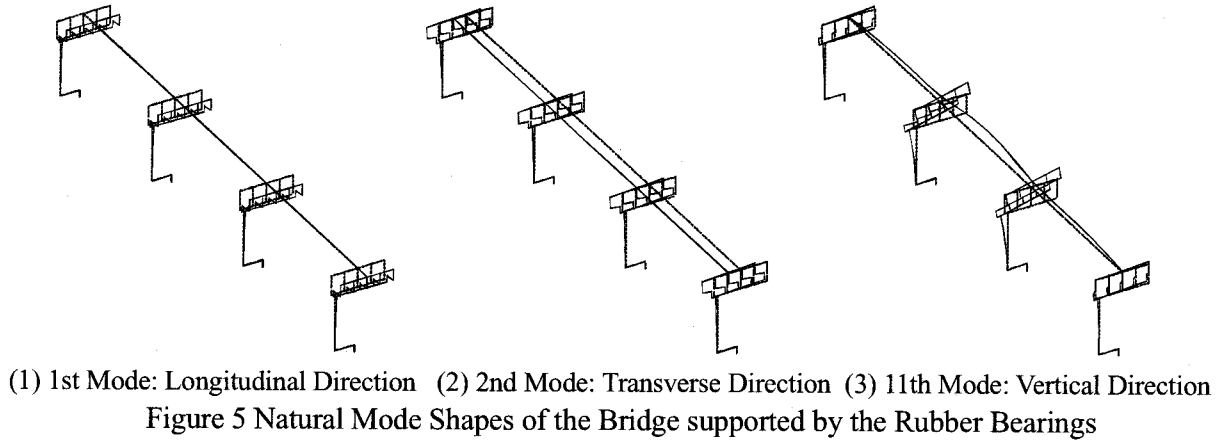 (1) 1st Mode: Longitudinal Direction (2) 2nd Mode: Transverse Direction (3) 11th Mode: Vertical Direction
Figure 5 Natural Mode Shapes of the Bridge supported by the Rubber Bearings